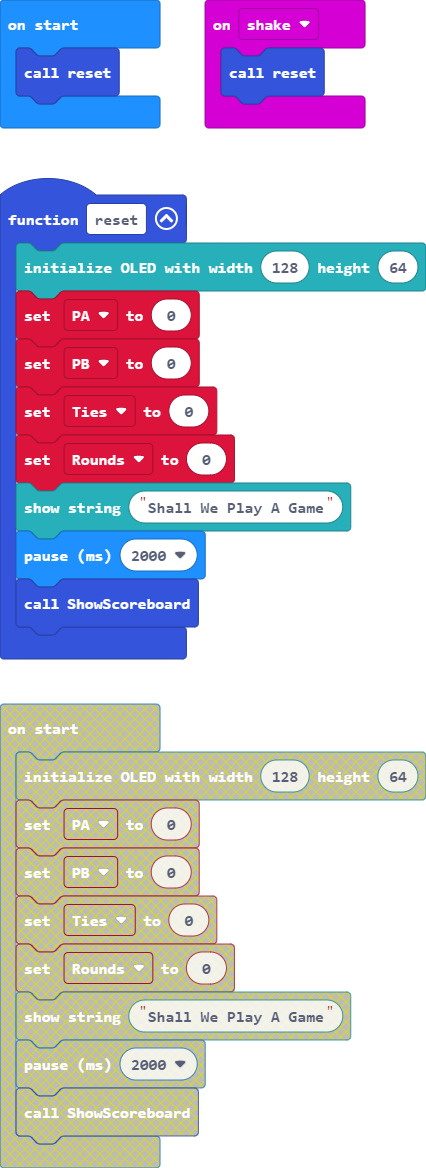 on start
call reset
on shake
call reset
function reset
initialize OLED with width 128 height 64
set PA to 0
set PB to 0
set Ties to 0
set Rounds to 0
show string "Shall We Play A Game"
pause (ms) 2000
call ShowScoreboard
on start
initialize OLED with width 128 height 64
set PA to 0
set PB to 0
set Ties to 0
set Rounds to 0
show string "Shall We Play A Game"
pause (ms) 2000
call ShowScoreboard